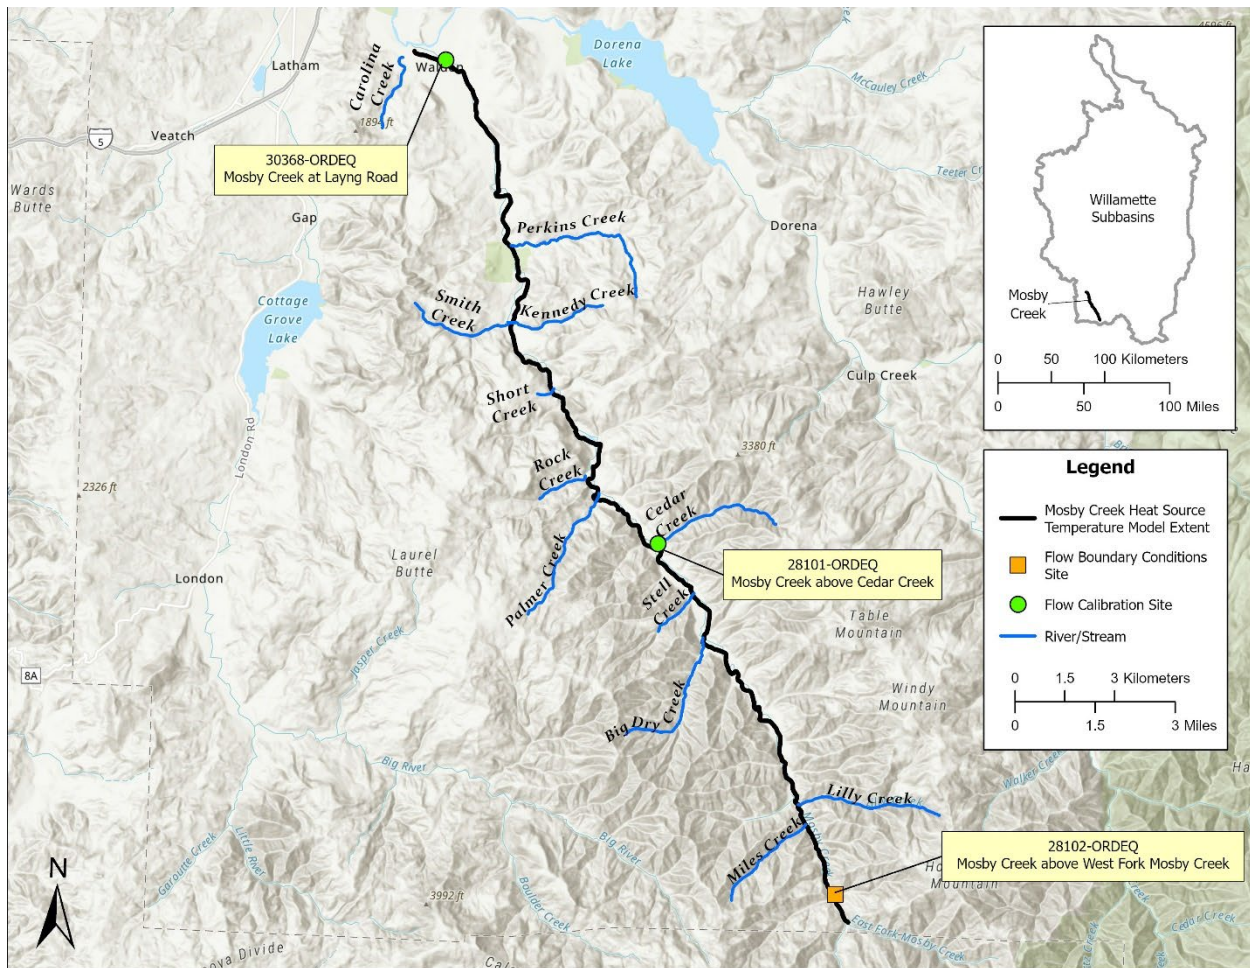 4596 ft
Carolina
Creek
Latham
Dorena
Lake
McCauley Creek
Veatch
5
1894 ft
30368-ORDEQ
Mosby Creek at Layng Road
Wards
Butte
Gap
Teeter
Perkins Creek
Dorena
Willamette
Subbasins
Mosby
Creek
0 50 100 Kilometers
0 50 100 Miles
Cottage
Grove
Lake
Smith
Creek
Kennedy Creek
Hawley
Butte
Culp Creek
Short
Creek
London Rd
3380 ft
Rock
Creek
2326 ft
Cedar
Creek
Legend
Mosby Creek Heat Source
Temperature Model Extent
Flow Boundary Conditions
Site
Flow Calibration Site
River/Stream
0 1.5 3 Kilometers
0 1.5 3 Miles
Laurel
Butte
London
28101-ORDEQ
Mosby Creek above Cedar Creek
Palmer Creek
Stell
Creek
Table
Mountain
Jasper Creek
8A
Windy
Mountain
Big Dry Creek
Big River
Walker Creek
Lilly Creek
Mosby Creek
Miles Creek
28102-ORDEQ
Mosby Creek above West Fork Mosby Creek
Mountain
Garoutte Creek
Little River
Big River
N
3992 ft
Boulder Creek
East Fork Mosby Creek
Cedar Creek
Divide